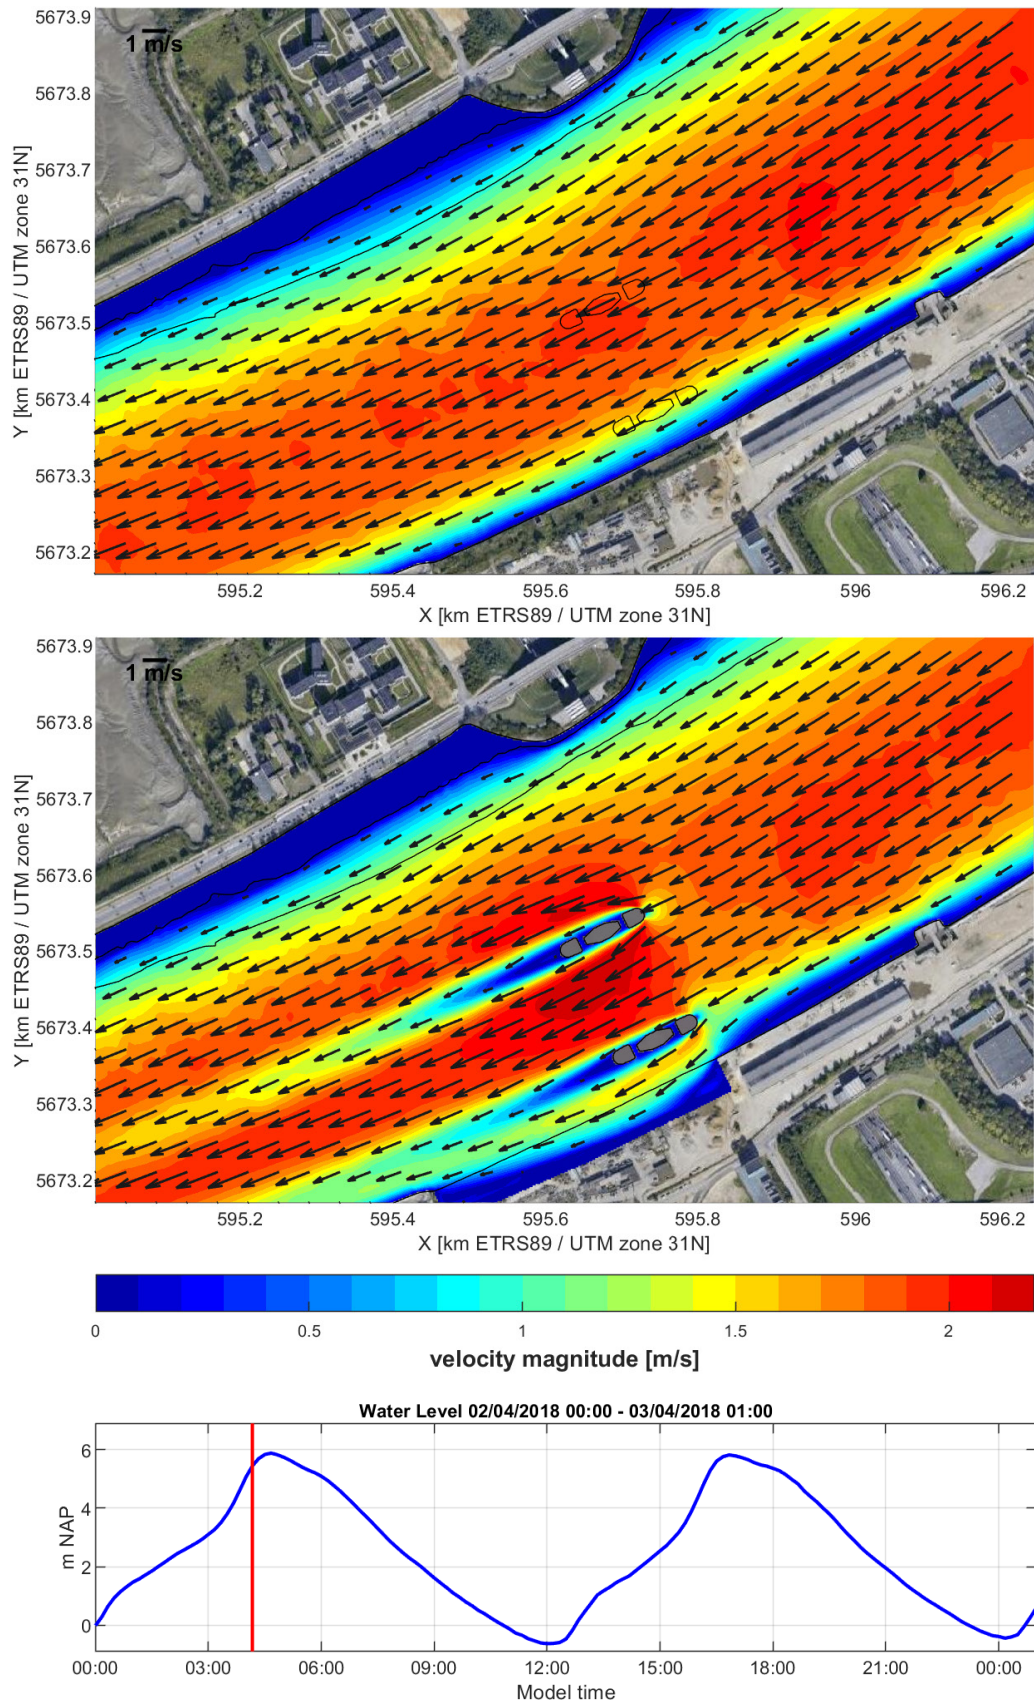 5673.9
5673.8
5673.7
5673.6
5673.5
5673.4
5673.3
5673.2
Y [km ETRS89 / UTM zone 31N]
1 m/s
595.2 595.4 595.6 595.8 596 596.2
X [km ETRS89 / UTM zone 31N]
5673.9
5673.8
5673.7
5673.6
5673.5
5673.4
5673.3
5673.2
Y [km ETRS89 / UTM zone 31N]
1 m/s
595.2 595.4 595.6 595.8 596 596.2
X [km ETRS89 / UTM zone 31N]
0 0.5 1 1.5 2
velocity magnitude [m/s]
Water Level 02/04/2018 00:00 - 03/04/2018 01:00
6
4
2
0
m NAP
00:00 03:00 06:00 09:00 12:00 15:00 18:00 21:00 00:00
Model time